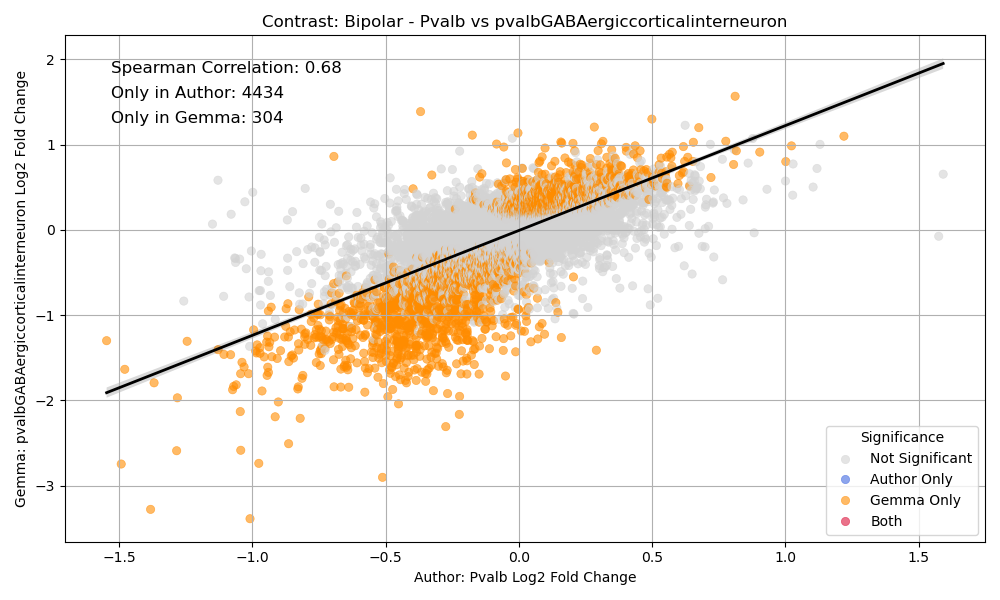 Contrast: Bipolar - Pvalb vs pvalbGABAergiccorticalinterneuron
Spearman Correlation: 0.68
Only in Author: 4434
Only in Gemma: 304
Gemma: pvalbGABAergiccorticalinterneuron Log2 Fold Change
2
1
0
−1
−2
−3
Significance
Not Significant
Author Only
Gemma Only
Both
−1.5 −1.0 −0.5 0.0 0.5 1.0 1.5
Author: Pvalb Log2 Fold Change